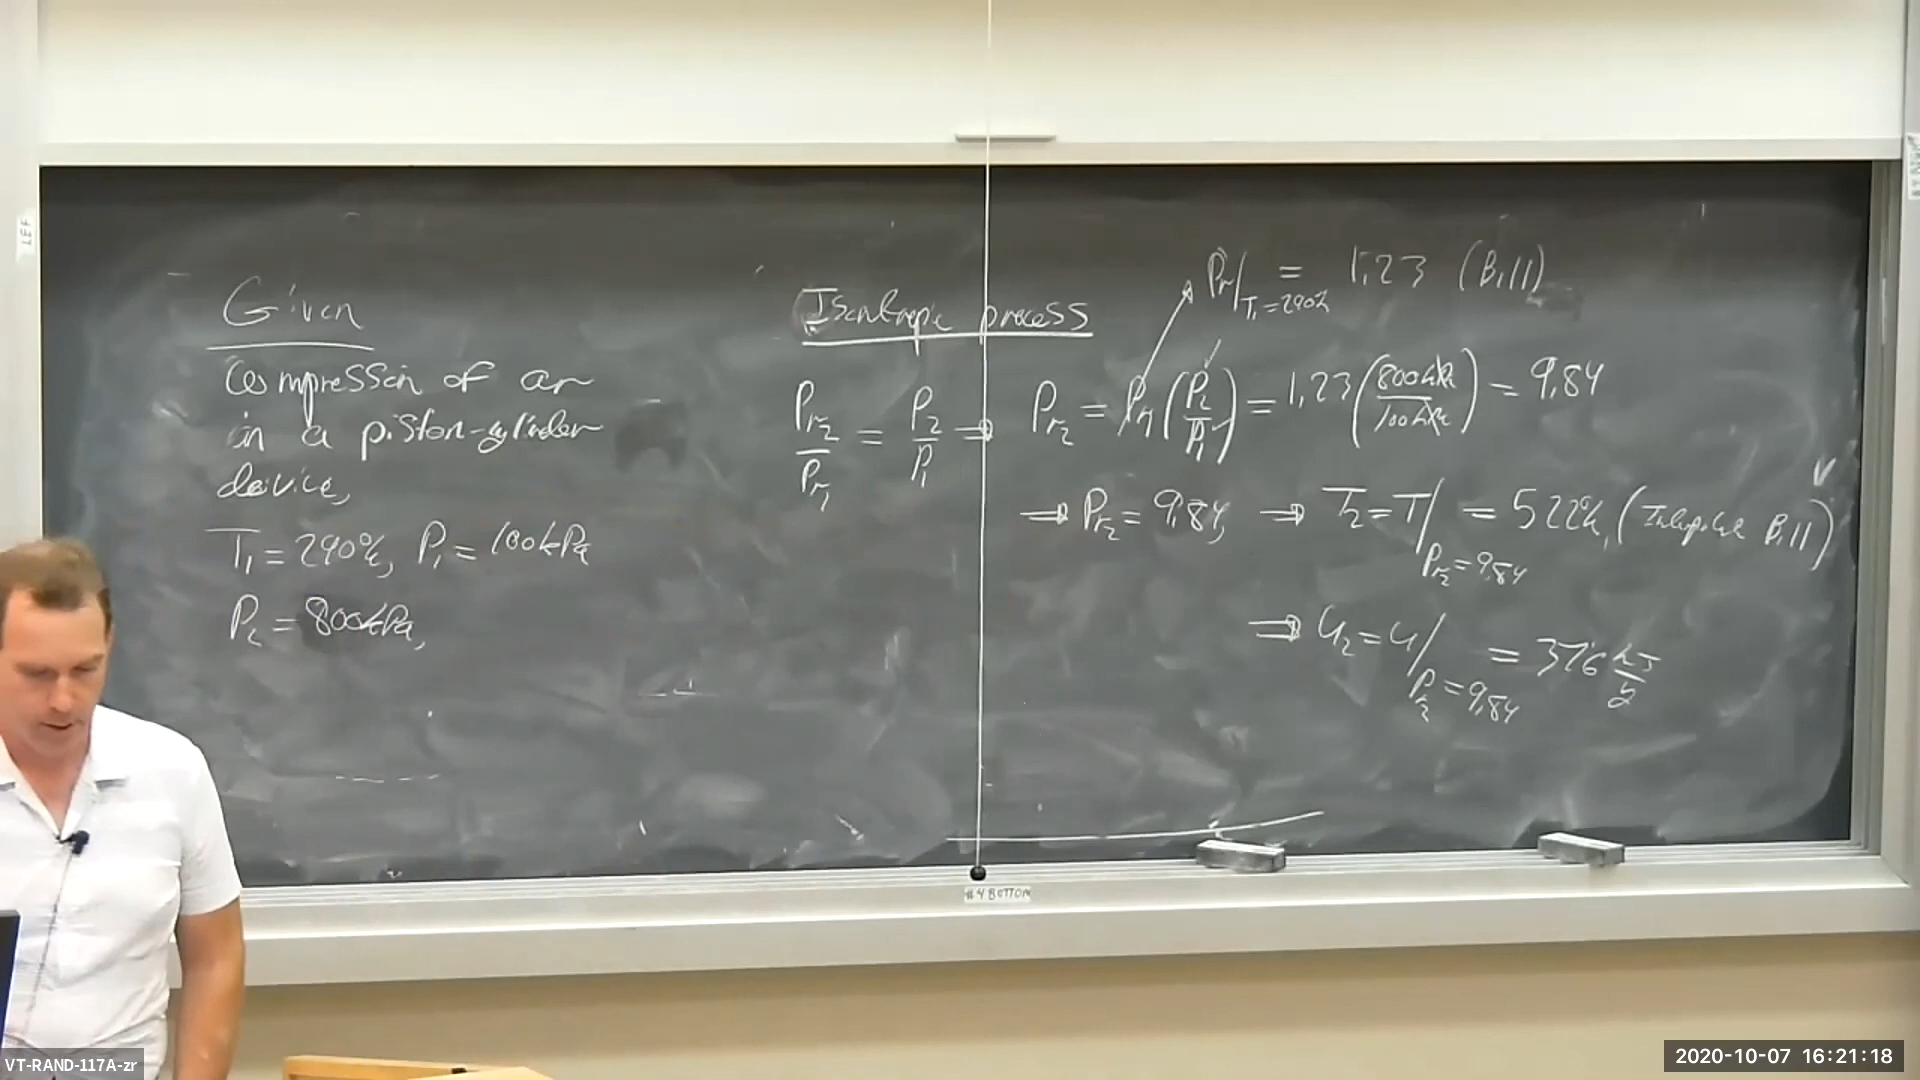 Given
Compression of air
in a piston-cylinder
device,
T₁ = 290K, P₁ = 100kPa
P₂ = 800kPa,
Isentropic process
Pr₂/Pr₁ = P₂/P₁ ⇒ Pr₂ = Pr₁(P₂/P₁) = 1.23(800kPa/100kPa) = 9.84
Pr/T₁=290K = 1.23 (B.11)
⇒ Pr₂ = 9.84, ⇒ T₂ = T/Pr₂=9.84 = 522K, (Interpolate B.11)
⇒ u₂ = u/Pr₂=9.84 = 376 kJ/kg
#4 BOTTOM
VT-RAND-117A-zr
2020-10-07 16:21:18